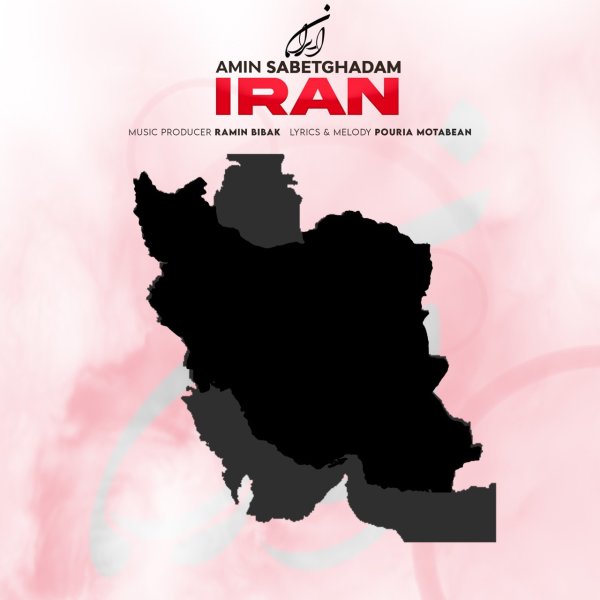 ایران
AMIN SABETGHADAM
IRAN
MUSIC PRODUCER RAMIN BIBAK LYRICS & MELODY POURIA MOTABEAN